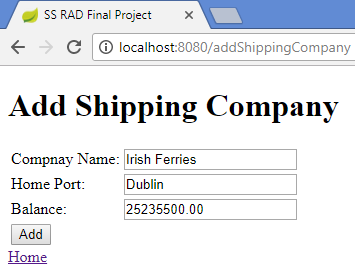 SS RAD Final Project
localhost:8080/addShippingCompany
Add Shipping Company
Compnay Name: Irish Ferries
Home Port: Dublin
Balance: 25235500.00
Add
Home